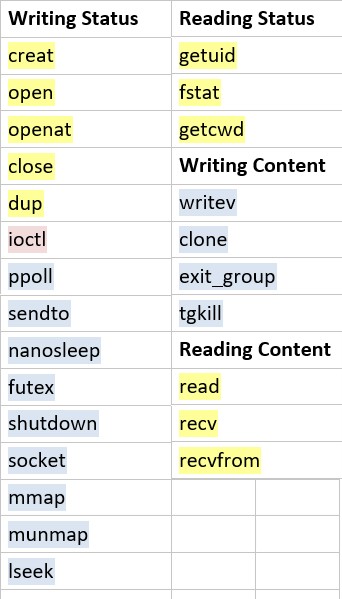 Writing Status
creat
open
openat
close
dup
ioctl
ppoll
sendto
nanosleep
futex
shutdown
socket
mmap
munmap
lseek
Reading Status
getuid
fstat
getcwd
Writing Content
writev
clone
exit_group
tgkill
Reading Content
read
recv
recvfrom